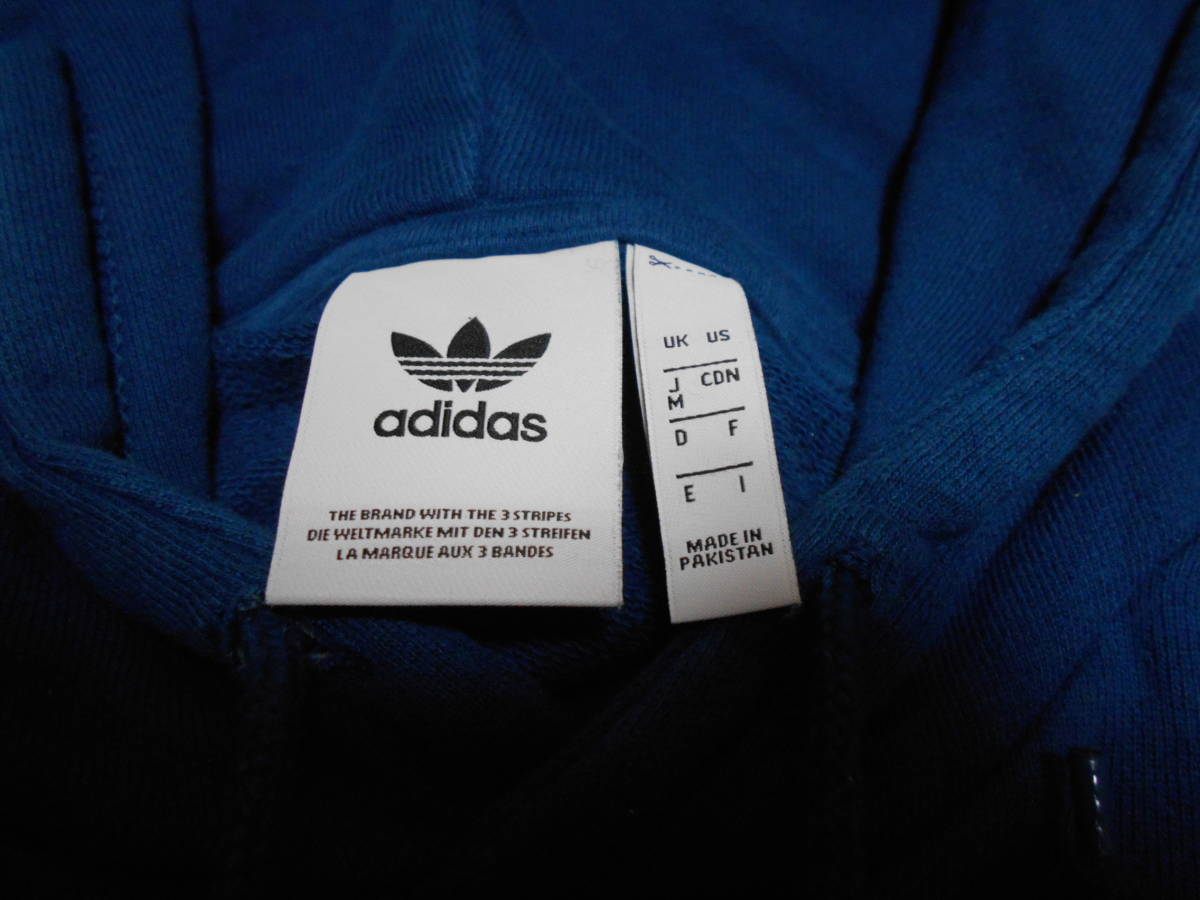 adidas
THE BRAND WITH THE 3 STRIPES
DIE WELTMARKE MIT DEN 3 STREIFEN
LA MARQUE AUX 3 BANDES
UK US
J CDN
M
D F
E I
MADE IN
PAKISTAN